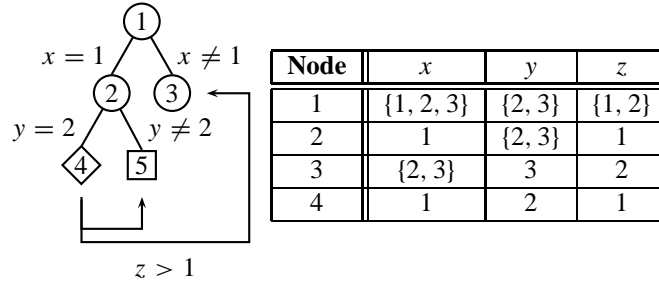 1
x = 1
x ≠ 1
2
3
y = 2
y ≠ 2
4
5
z > 1
Node x y z
1 {1, 2, 3} {2, 3} {1, 2}
2 1 {2, 3} 1
3 {2, 3} 3 2
4 1 2 1